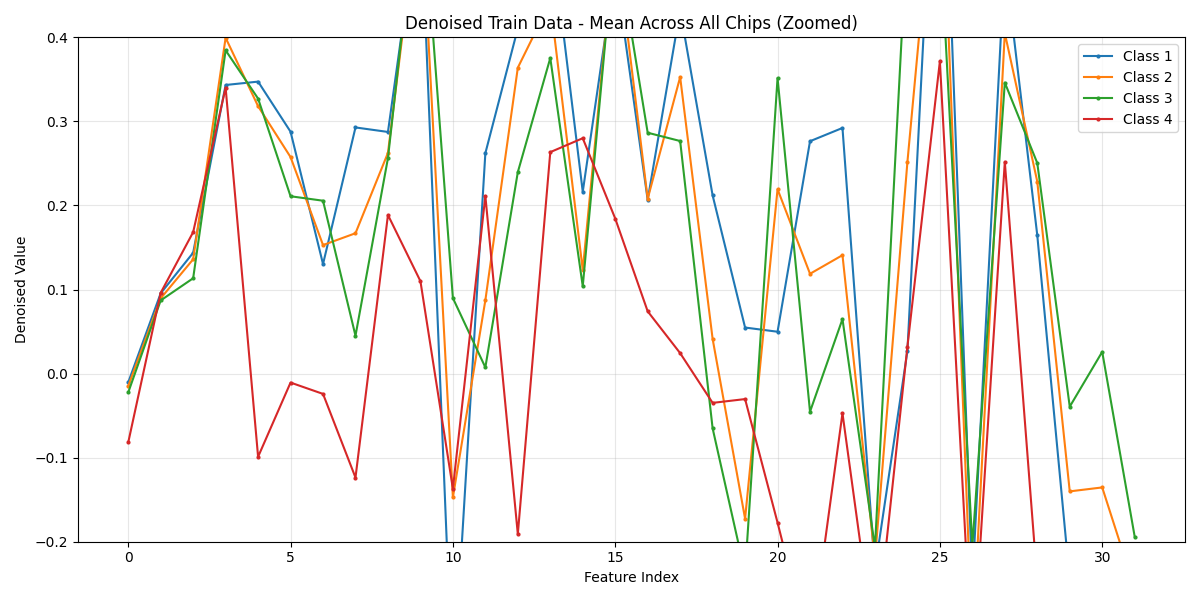 Denoised Train Data - Mean Across All Chips (Zoomed)
Denoised Value
0.4
0.3
0.2
0.1
0.0
−0.1
−0.2
Class 1
Class 2
Class 3
Class 4
0 5 10 15 20 25 30
Feature Index